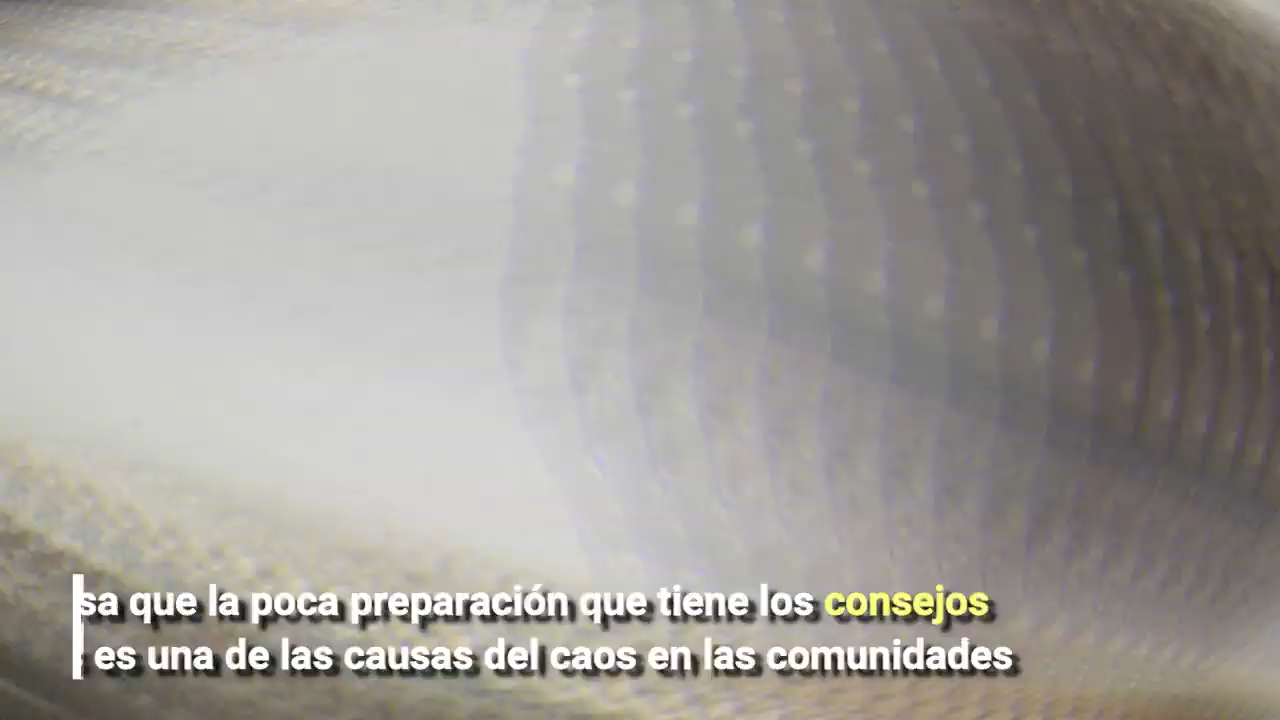 sa que la poca preparación que tiene los consejos
es una de las causas del caos en las comunidades